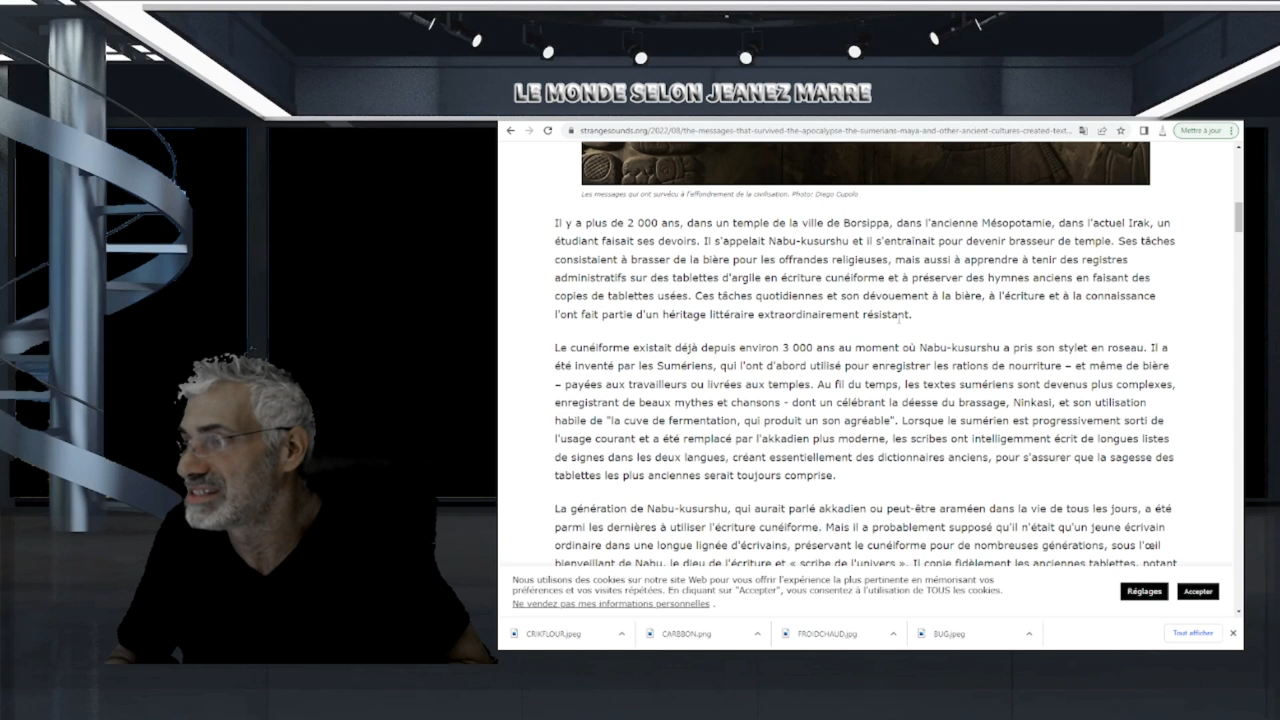 LE MONDE SELON JEANEZ MARRE
strangesounds.org/2022/08/the-messages-that-survived-the-apocalypse-the-sumerians-maya-and-other-ancient-cultures-created-text...
Mettre à jour
Les messages qui ont survécu à l'effondrement de la civilisation. Photo: Diego Cupolo
Il y a plus de 2 000 ans, dans un temple de la ville de Borsippa, dans l'ancienne Mésopotamie, dans l'actuel Irak, un
étudiant faisait ses devoirs. Il s'appelait Nabu-kusurshu et il s'entraînait pour devenir brasseur de temple. Ses tâches
consistaient à brasser de la bière pour les offrandes religieuses, mais aussi à apprendre à tenir des registres
administratifs sur des tablettes d'argile en écriture cunéiforme et à préserver des hymnes anciens en faisant des
copies de tablettes usées. Ces tâches quotidiennes et son dévouement à la bière, à l'écriture et à la connaissance
l'ont fait partie d'un héritage littéraire extraordinairement résistant.
Le cunéiforme existait déjà depuis environ 3 000 ans au moment où Nabu-kusurshu a pris son stylet en roseau. Il a
été inventé par les Sumériens, qui l'ont d'abord utilisé pour enregistrer les rations de nourriture – et même de bière
– payées aux travailleurs ou livrées aux temples. Au fil du temps, les textes sumériens sont devenus plus complexes,
enregistrant de beaux mythes et chansons - dont un célébrant la déesse du brassage, Ninkasi, et son utilisation
habile de "la cuve de fermentation, qui produit un son agréable". Lorsque le sumérien est progressivement sorti de
l'usage courant et a été remplacé par l'akkadien plus moderne, les scribes ont intelligemment écrit de longues listes
de signes dans les deux langues, créant essentiellement des dictionnaires anciens, pour s'assurer que la sagesse des
tablettes les plus anciennes serait toujours comprise.
La génération de Nabu-kusurshu, qui aurait parlé akkadien ou peut-être araméen dans la vie de tous les jours, a été
parmi les dernières à utiliser l'écriture cunéiforme. Mais il a probablement supposé qu'il n'était qu'un jeune écrivain
ordinaire dans une longue lignée d'écrivains, préservant le cunéiforme pour de nombreuses générations, sous l'œil
bienveillant de Nabu, le dieu de l'écriture et « scribe de l'univers ». Il copie fidèlement les anciennes tablettes, notant
Nous utilisons des cookies sur notre site Web pour vous offrir l'expérience la plus pertinente en mémorisant vos
préférences et vos visites répétées. En cliquant sur "Accepter", vous consentez à l'utilisation de TOUS les cookies.
Ne vendez pas mes informations personnelles .
Réglages
Accepter
CRIKFLOUR.jpeg
CARBBON.png
FROIDCHAUD.jpg
BUG.jpeg
Tout afficher